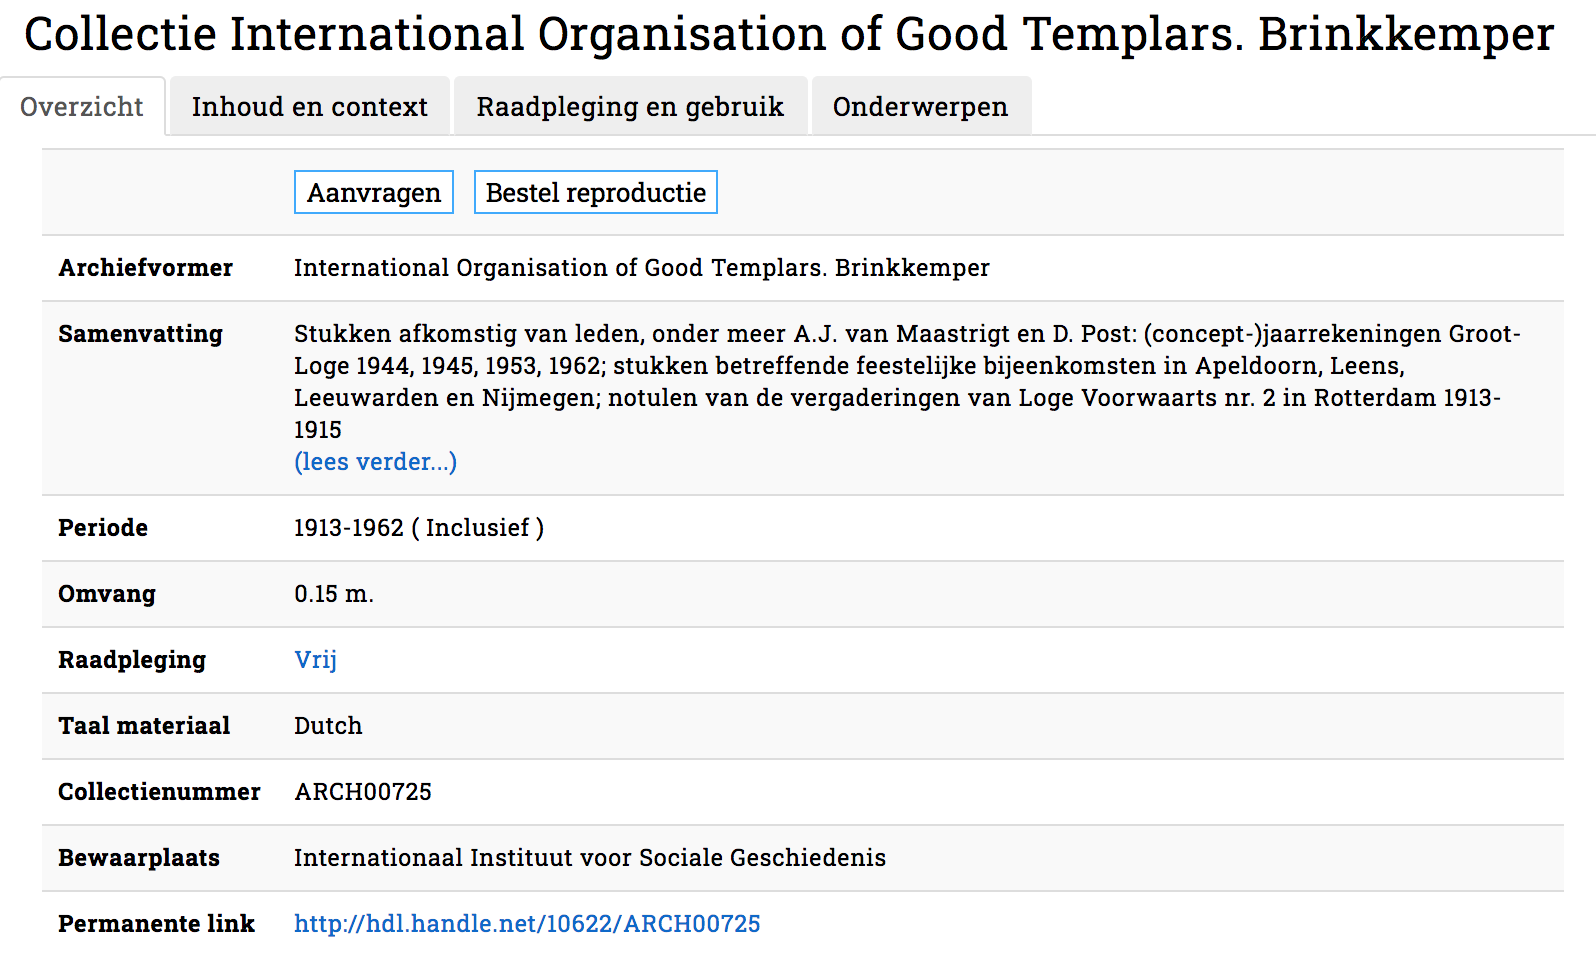 Collectie International Organisation of Good Templars. Brinkkemper
Overzicht
Inhoud en context
Raadpleging en gebruik
Onderwerpen
Aanvragen
Bestel reproductie
Archiefvormer
International Organisation of Good Templars. Brinkkemper
Samenvatting
Stukken afkomstig van leden, onder meer A.J. van Maastrigt en D. Post: (concept-)jaarrekeningen Groot-
Loge 1944, 1945, 1953, 1962; stukken betreffende feestelijke bijeenkomsten in Apeldoorn, Leens,
Leeuwarden en Nijmegen; notulen van de vergaderingen van Loge Voorwaarts nr. 2 in Rotterdam 1913-
1915
(lees verder...)
Periode
1913-1962 ( Inclusief )
Omvang
0.15 m.
Raadpleging
Vrij
Taal materiaal
Dutch
Collectienummer
ARCH00725
Bewaarplaats
Internationaal Instituut voor Sociale Geschiedenis
Permanente link
http://hdl.handle.net/10622/ARCH00725